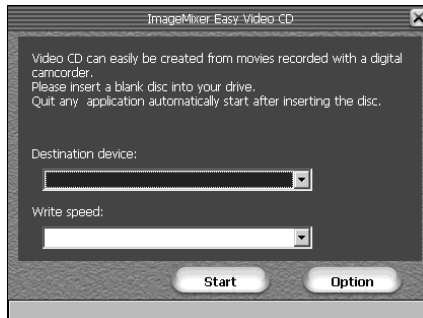 ImageMixer Easy Video CD
Video CD can easily be created from movies recorded with a digital
camcorder.
Please insert a blank disc into your drive.
Quit any application automatically start after inserting the disc.
Destination device:
Write speed:
Start Option